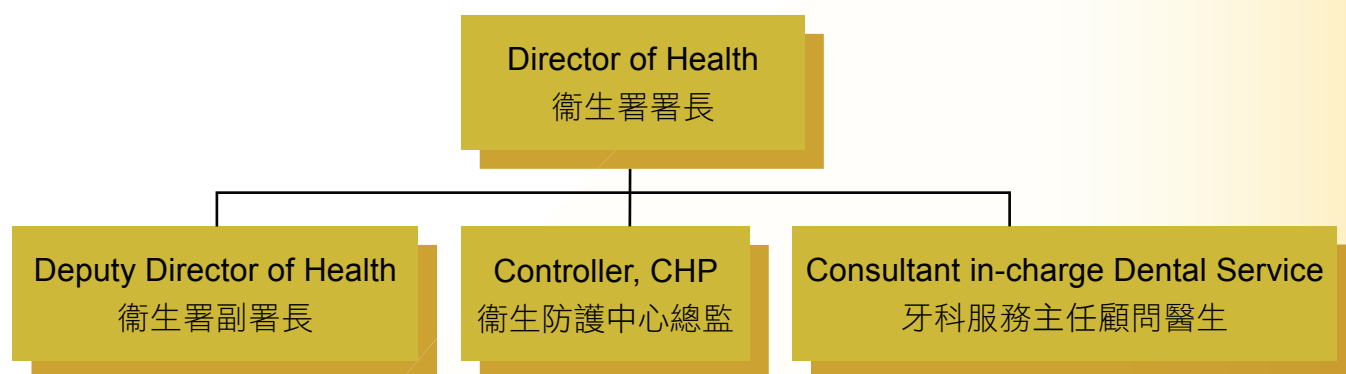 Director of Health
衞生署署長
Deputy Director of Health
衞生署副署長
Controller, CHP
衞生防護中心總監
Consultant in-charge Dental Service
牙科服務主任顧問醫生